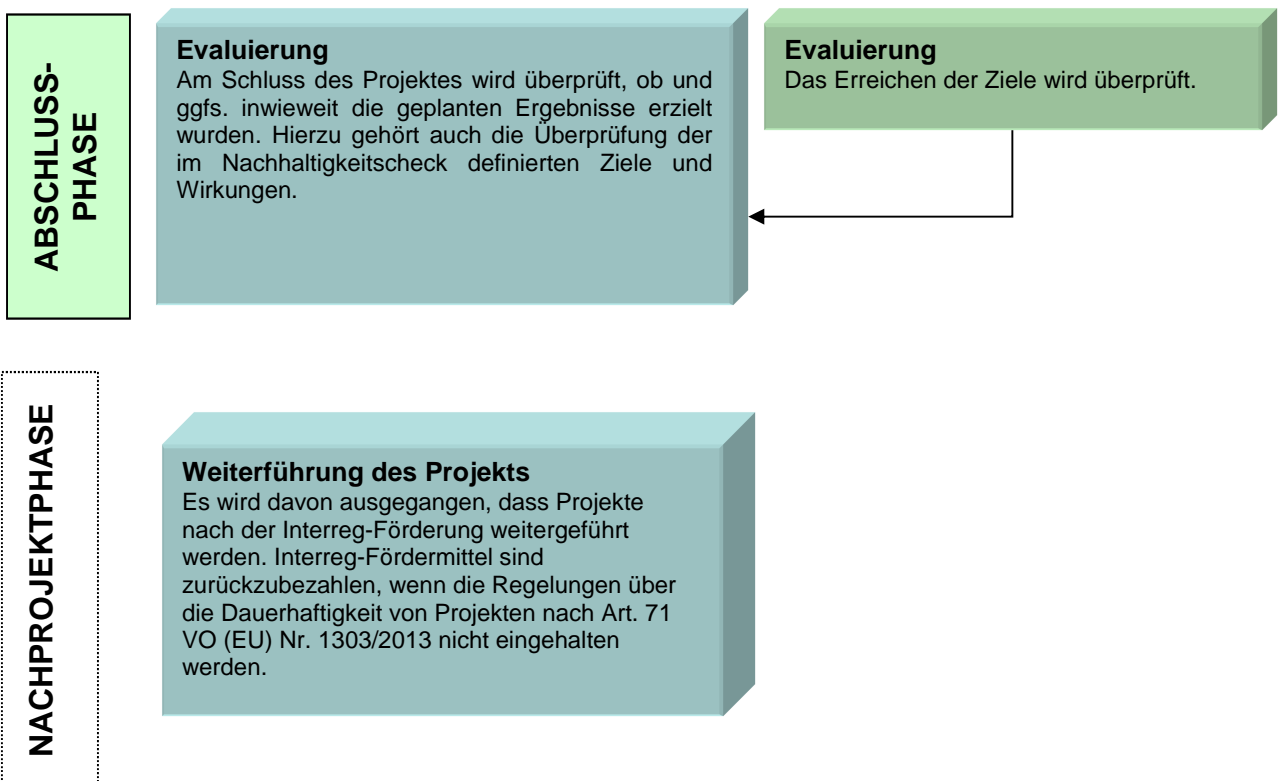 ABSCHLUSS-
PHASE
Evaluierung
Am Schluss des Projektes wird überprüft, ob und
ggfs. inwieweit die geplanten Ergebnisse erzielt
wurden. Hierzu gehört auch die Überprüfung der
im Nachhaltigkeitscheck definierten Ziele und
Wirkungen.
Evaluierung
Das Erreichen der Ziele wird überprüft.
NACHPROJEKTPHASE
Weiterführung des Projekts
Es wird davon ausgegangen, dass Projekte
nach der Interreg-Förderung weitergeführt
werden. Interreg-Fördermittel sind
zurückzubezahlen, wenn die Regelungen über
die Dauerhaftigkeit von Projekten nach Art. 71
VO (EU) Nr. 1303/2013 nicht eingehalten
werden.